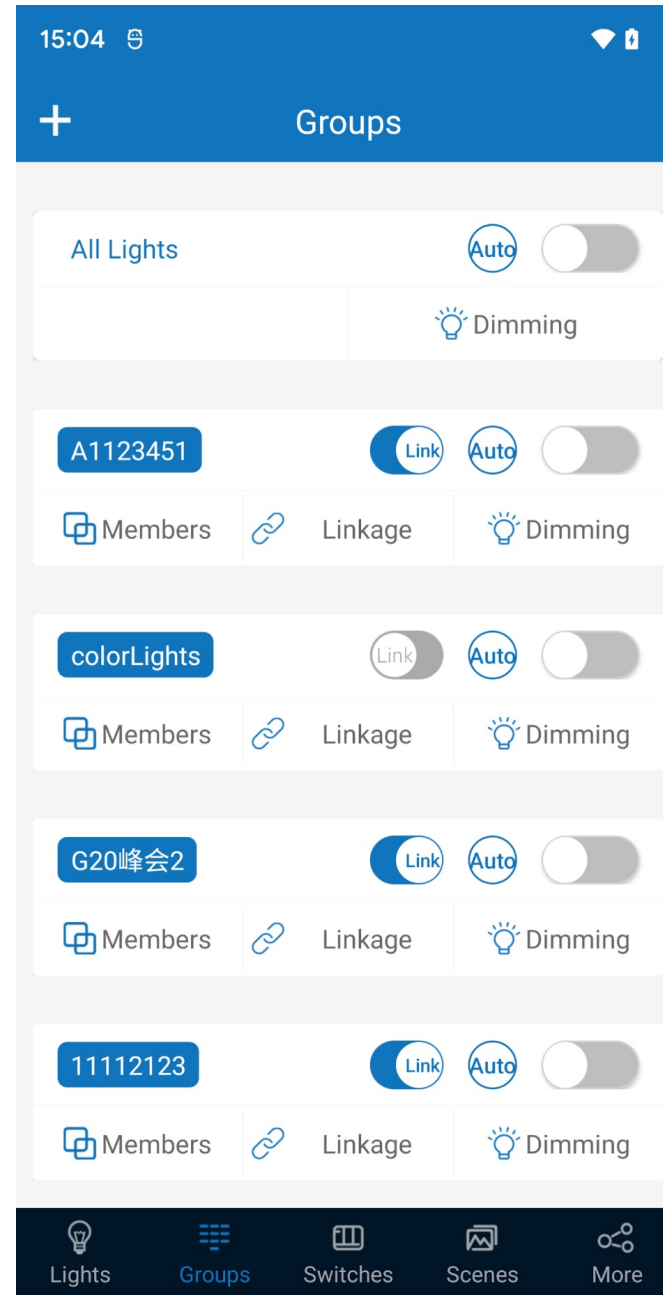 15:04
Groups
All Lights Auto
Dimming
A1123451 Link Auto
Members Linkage Dimming
colorLights Link Auto
Members Linkage Dimming
G20峰会2 Link Auto
Members Linkage Dimming
11112123 Link Auto
Members Linkage Dimming
Lights Groups Switches Scenes More